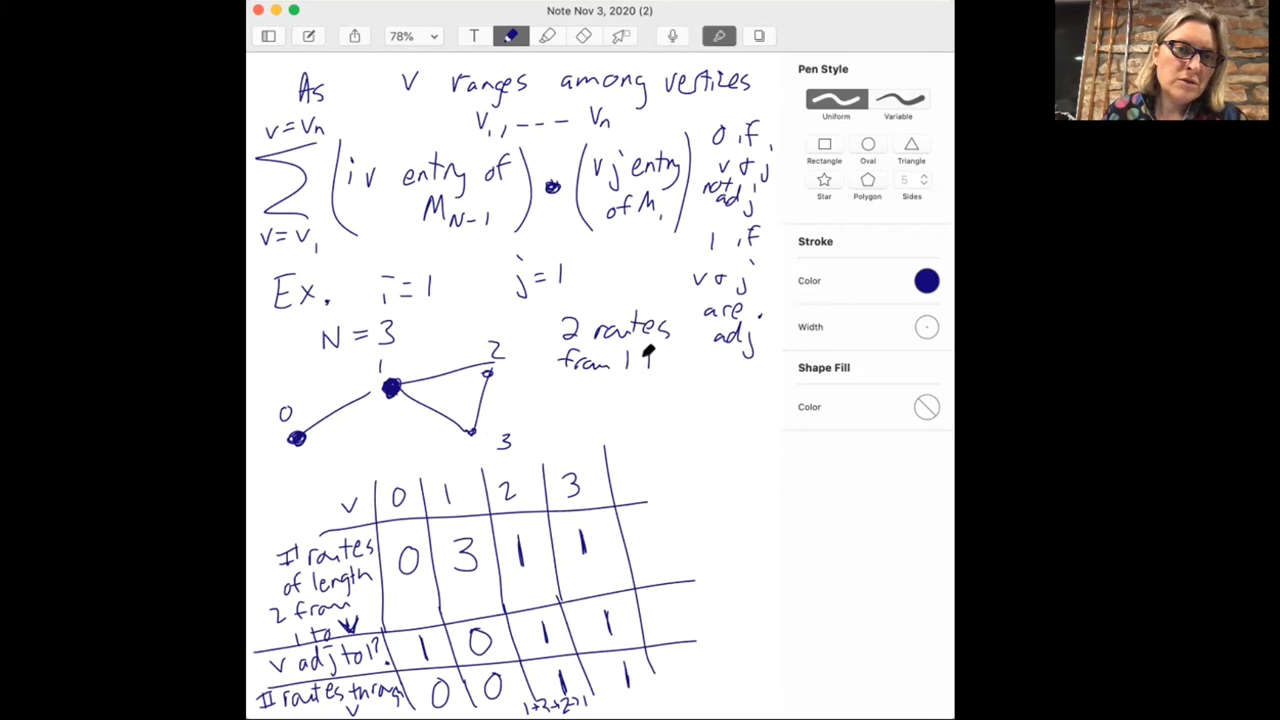 Note Nov 3, 2020 (2)
78%
T
As v ranges among vertices
v1, --- vn
v=vn
∑
v=v1
(iv entry of MN-1) • (vj entry of M1)
0 if v & j not adj
1 if v & j are adj
Ex. i=1 j=1
N=3
2 routes
from 1
0
1
2
3
v 0 1 2 3
# routes of length 2 from 1 to v 0 3 1 1
v adj to 1? 1 0 1 1
# routes through v 0 0 1 1
Pen Style
Uniform
Variable
Rectangle
Oval
Triangle
Star
Polygon
5
Sides
Stroke
Color
Width
Shape Fill
Color